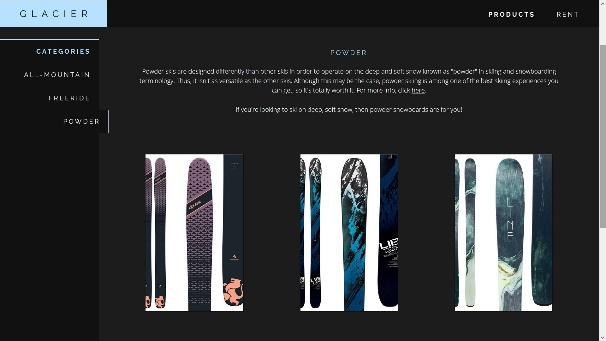 GLACIER
PRODUCTS
RENT
CATEGORIES
ALL-MOUNTAIN
FREERIDE
POWDER
POWDER
Powder skis are designed differently than other skis in order to operate on the deep and soft snow known as "powder" in skiing and snowboarding
terminology. Thus, it isn't as versatile as the other skis. Although this may be the case, powder skiing is among one of the best skiing experiences you
can get, so it's totally worth it. For more info, click here.
If you're looking to ski on deep, soft snow, then powder snowboards are for you!
LINE